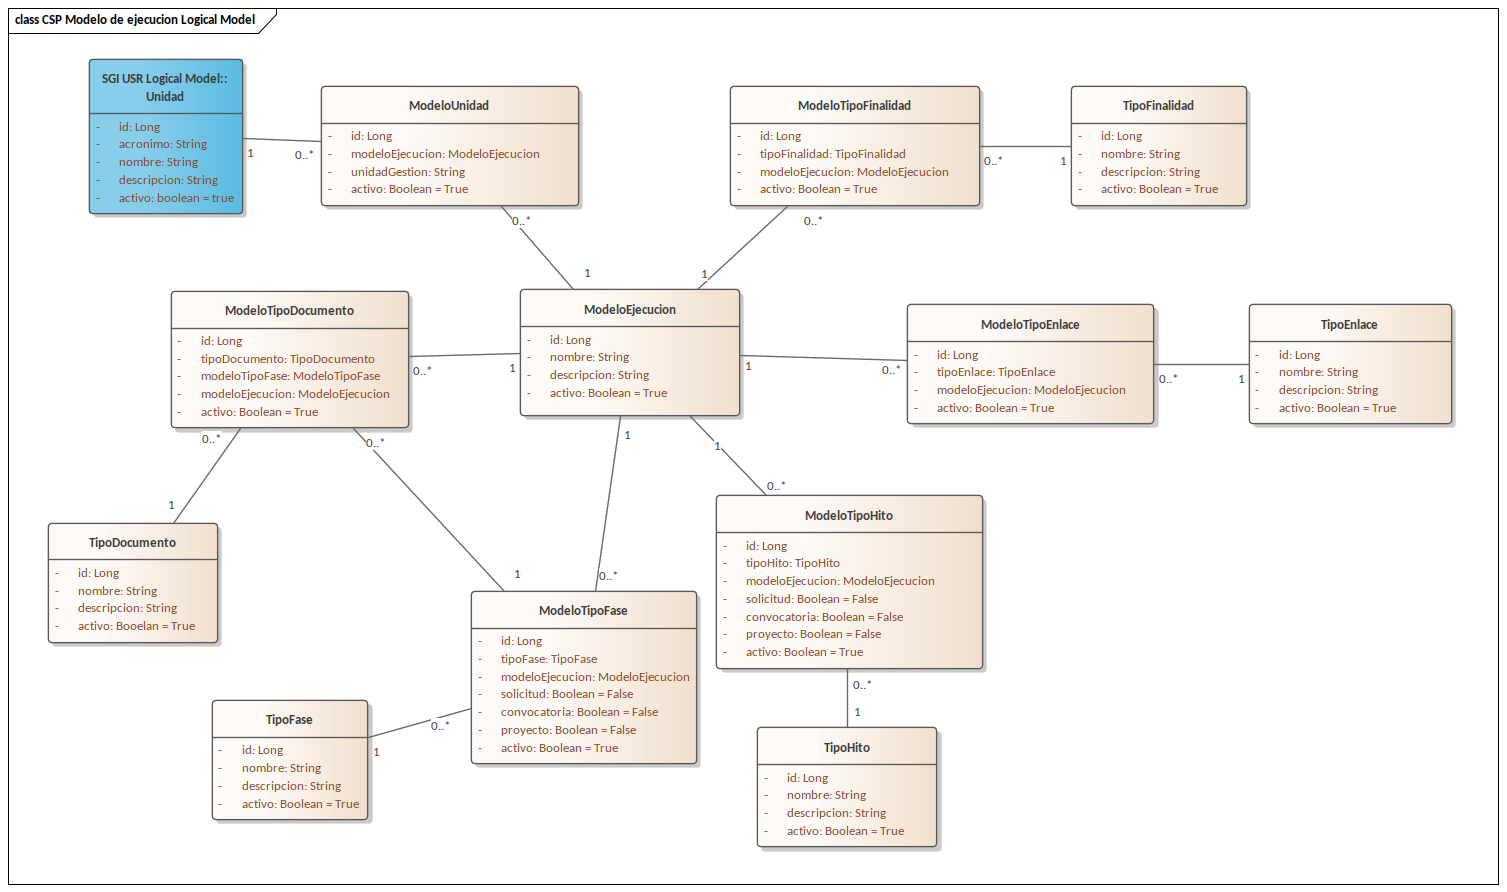 class CSP Modelo de ejecucion Logical Model
SGI USR Logical Model::
Unidad
- id: Long
- acronimo: String
- nombre: String
- descripcion: String
- activo: boolean = true
1
0..*
ModeloUnidad
- id: Long
- modeloEjecucion: ModeloEjecucion
- unidadGestion: String
- activo: Boolean = True
0..*
1
ModeloTipoFinalidad
- id: Long
- tipoFinalidad: TipoFinalidad
- modeloEjecucion: ModeloEjecucion
- activo: Boolean = True
0..*
1
0..*
1
TipoFinalidad
- id: Long
- nombre: String
- descripcion: String
- activo: Boolean = True
ModeloTipoDocumento
- id: Long
- tipoDocumento: TipoDocumento
- modeloTipoFase: ModeloTipoFase
- modeloEjecucion: ModeloEjecucion
- activo: Boolean = True
0..*
1
ModeloEjecucion
- id: Long
- nombre: String
- descripcion: String
- activo: Boolean = True
1
0..*
ModeloTipoEnlace
- id: Long
- tipoEnlace: TipoEnlace
- modeloEjecucion: ModeloEjecucion
- activo: Boolean = True
0..*
1
TipoEnlace
- id: Long
- nombre: String
- descripcion: String
- activo: Boolean = True
0..*
1
0..*
1
1
0..*
1
0..*
TipoDocumento
- id: Long
- nombre: String
- descripcion: String
- activo: Booelan = True
ModeloTipoHito
- id: Long
- tipoHito: TipoHito
- modeloEjecucion: ModeloEjecucion
- solicitud: Boolean = False
- convocatoria: Boolean = False
- proyecto: Boolean = False
- activo: Boolean = True
ModeloTipoFase
- id: Long
- tipoFase: TipoFase
- modeloEjecucion: ModeloEjecucion
- solicitud: Boolean = False
- convocatoria: Boolean = False
- proyecto: Boolean = False
- activo: Boolean = True
0..*
1
TipoFase
- id: Long
- nombre: String
- descripcion: String
- activo: Boolean = True
0..*
1
TipoHito
- id: Long
- nombre: String
- descripcion: String
- activo: Boolean = True